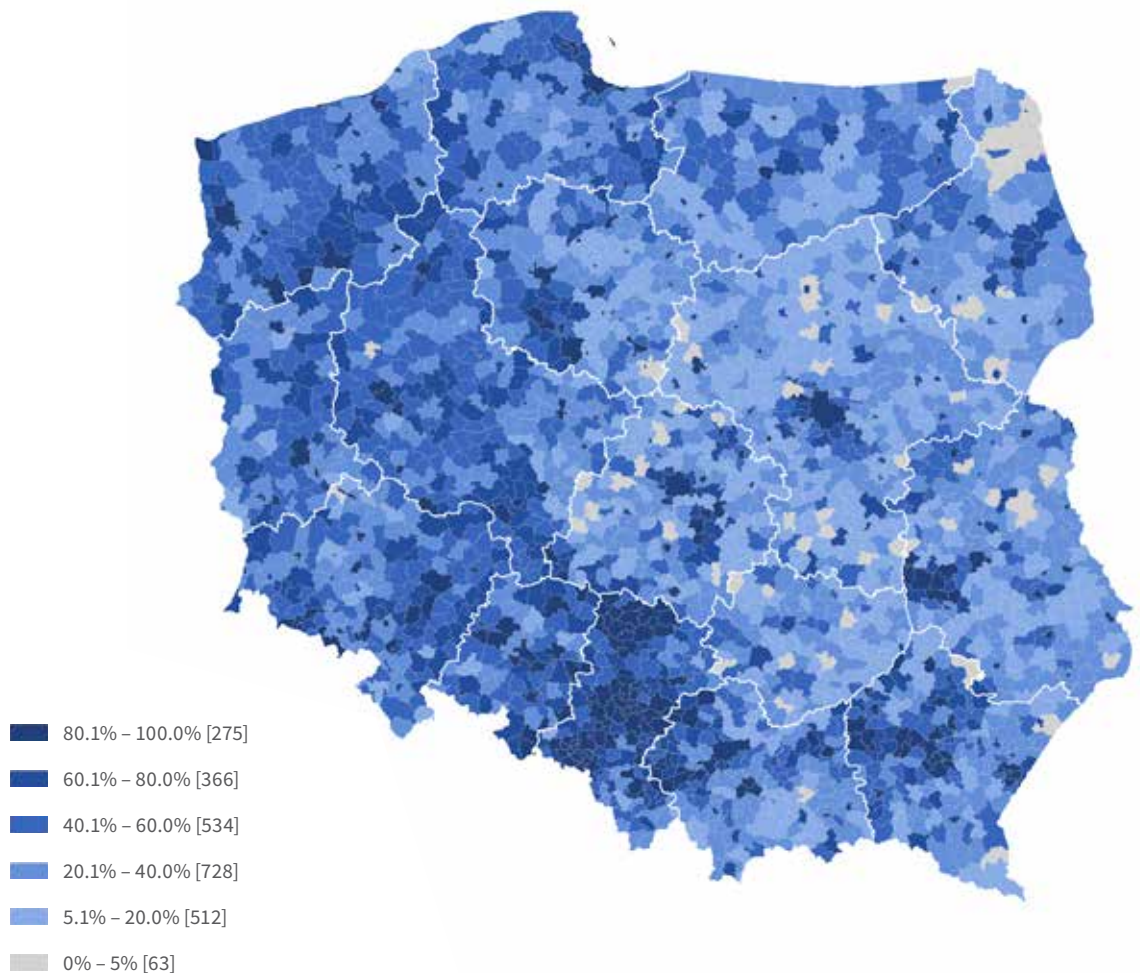 80.1% – 100.0% [275]
60.1% – 80.0% [366]
40.1% – 60.0% [534]
20.1% – 40.0% [728]
5.1% – 20.0% [512]
0% – 5% [63]